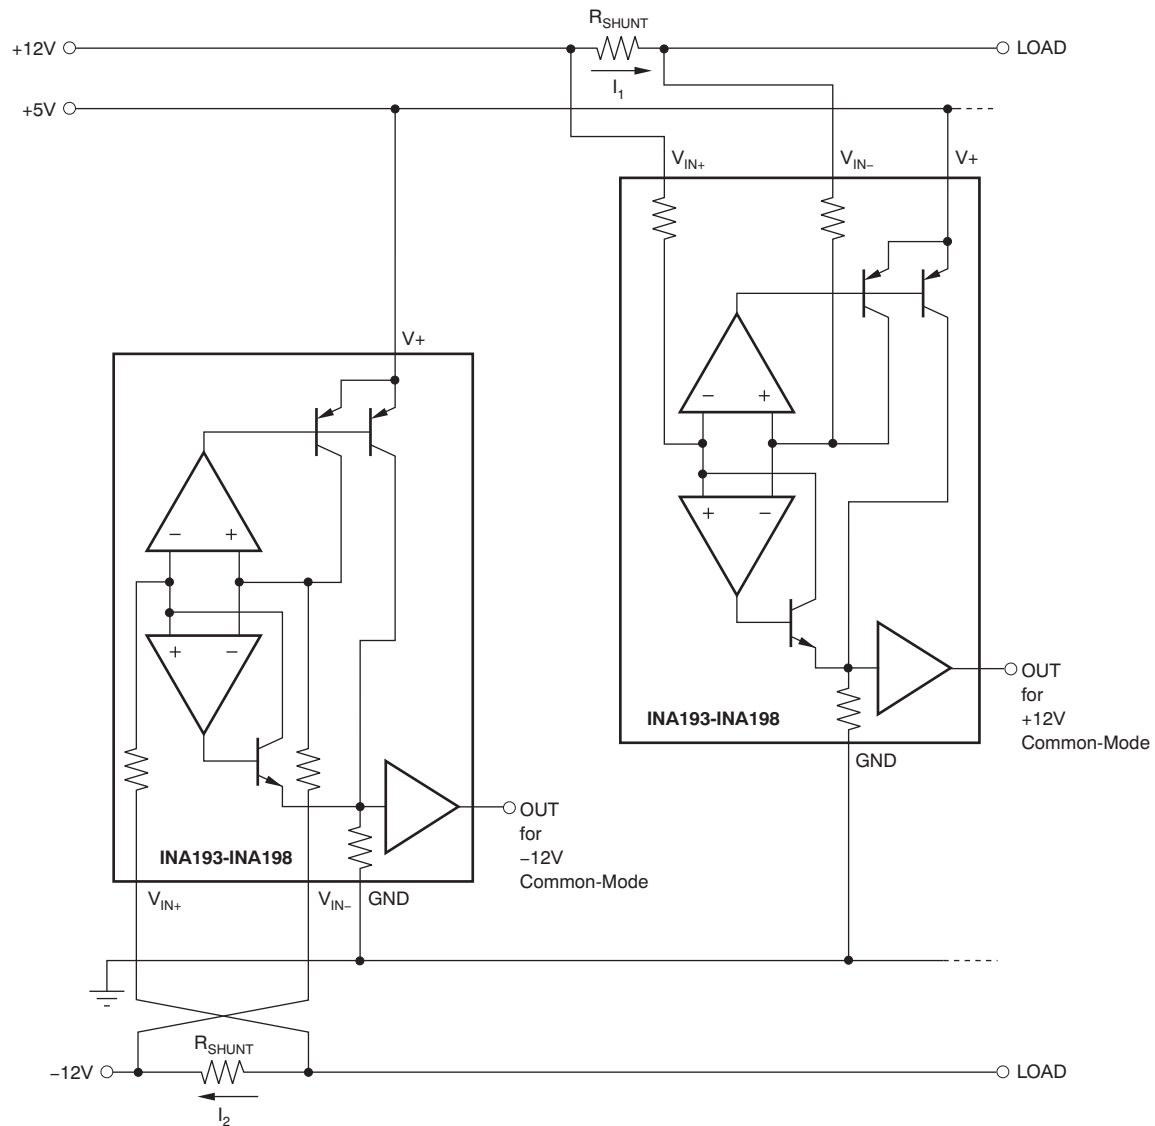 R_SHUNT
+12V
LOAD
I_1
+5V
V_IN+
V_IN–
V+
V+
– +
– +
+ –
+ –
OUT
for
+12V
Common-Mode
INA193-INA198
GND
OUT
for
–12V
Common-Mode
INA193-INA198
V_IN+
V_IN–
GND
R_SHUNT
–12V
LOAD
I_2